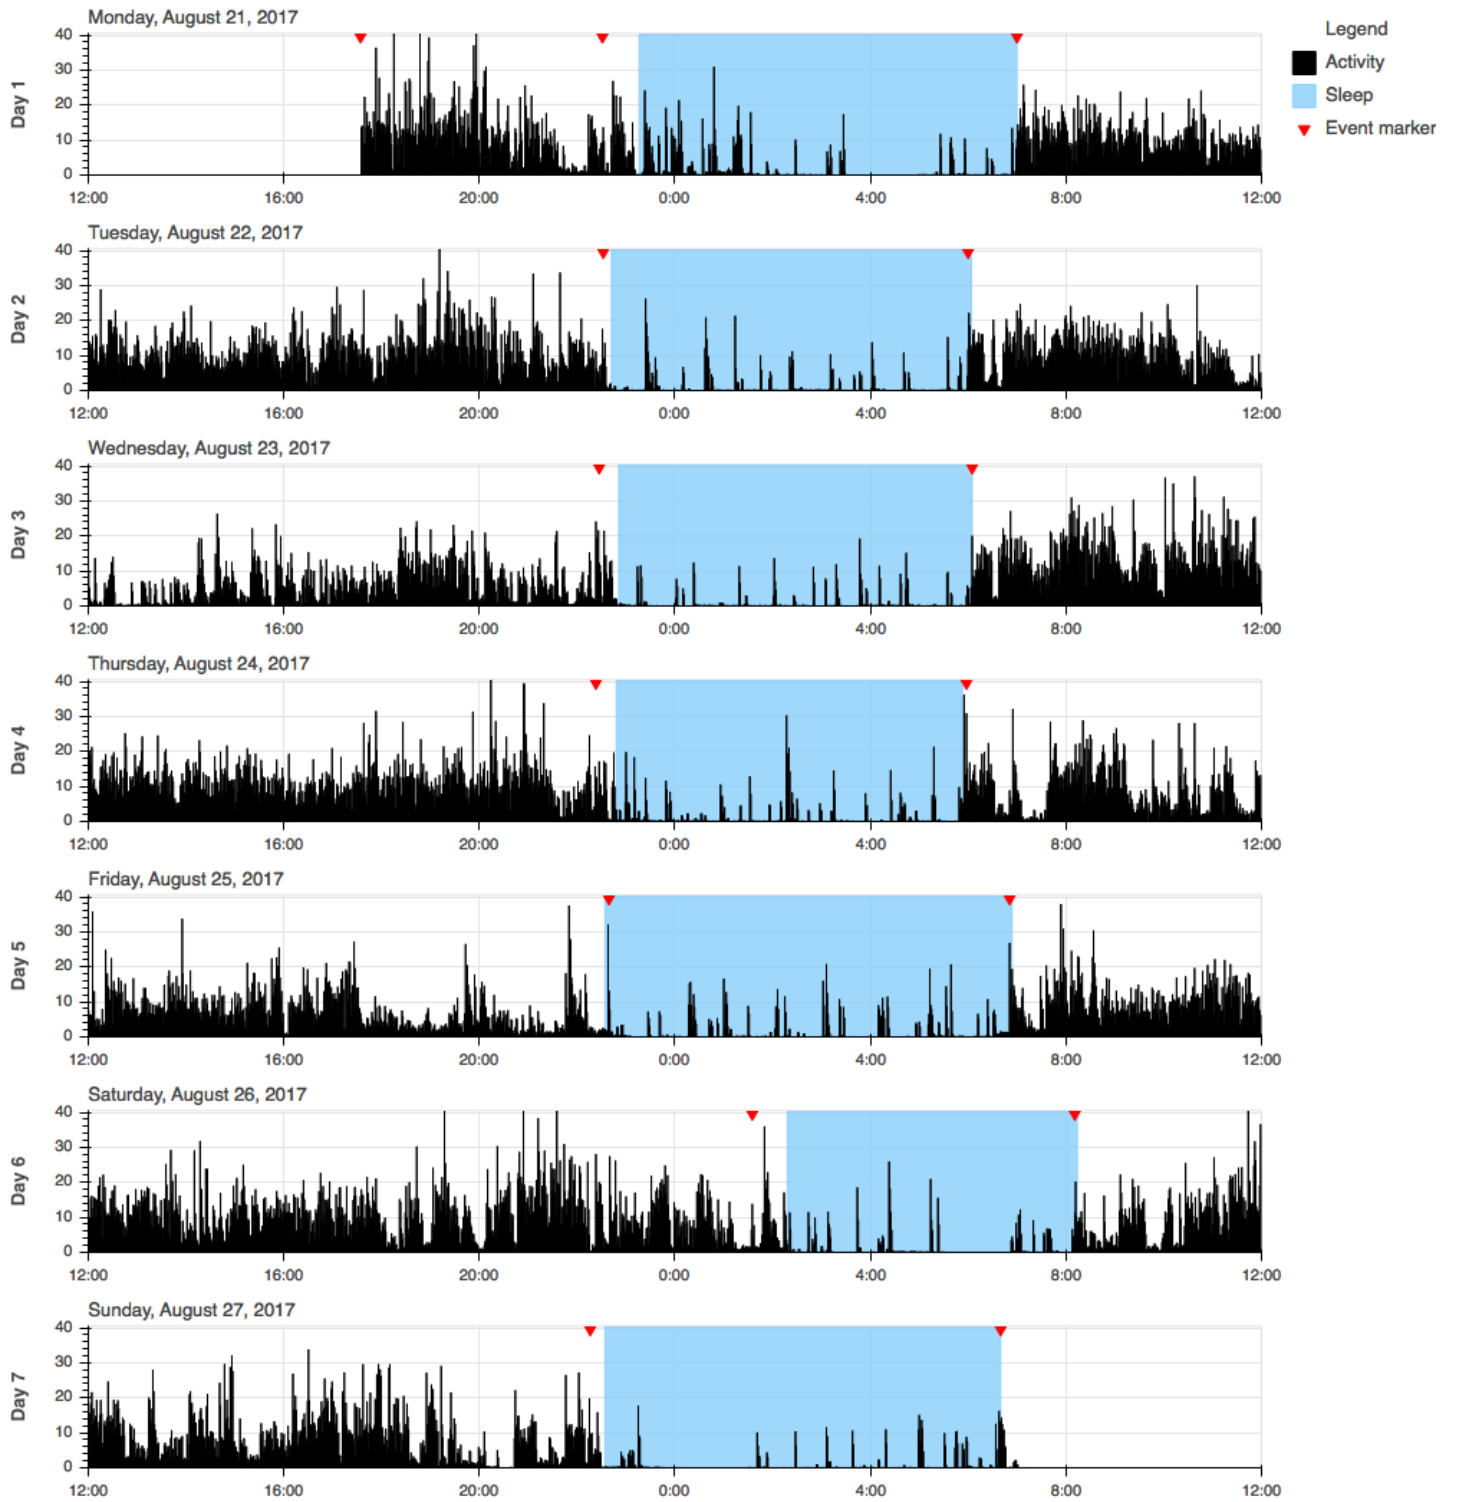 Monday, August 21, 2017
Legend
Activity
Sleep
Event marker
Day 1
40
30
20
10
0
12:00 16:00 20:00 0:00 4:00 8:00 12:00
Tuesday, August 22, 2017
Day 2
40
30
20
10
0
12:00 16:00 20:00 0:00 4:00 8:00 12:00
Wednesday, August 23, 2017
Day 3
40
30
20
10
0
12:00 16:00 20:00 0:00 4:00 8:00 12:00
Thursday, August 24, 2017
Day 4
40
30
20
10
0
12:00 16:00 20:00 0:00 4:00 8:00 12:00
Friday, August 25, 2017
Day 5
40
30
20
10
0
12:00 16:00 20:00 0:00 4:00 8:00 12:00
Saturday, August 26, 2017
Day 6
40
30
20
10
0
12:00 16:00 20:00 0:00 4:00 8:00 12:00
Sunday, August 27, 2017
Day 7
40
30
20
10
0
12:00 16:00 20:00 0:00 4:00 8:00 12:00